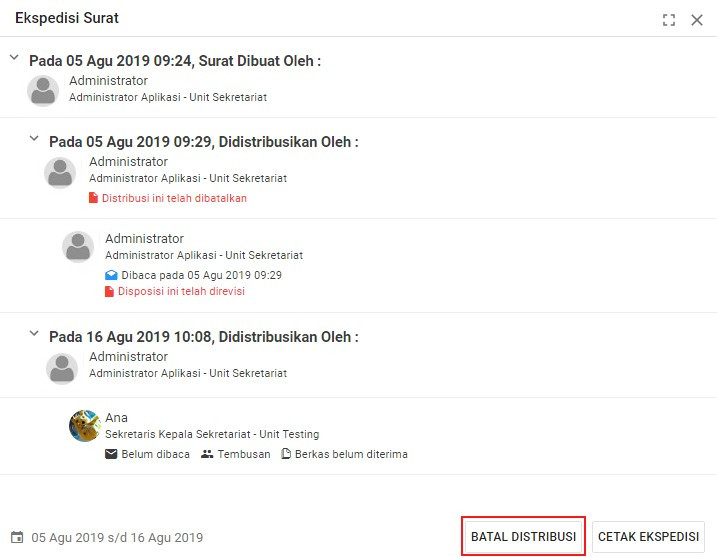 Ekspedisi Surat
Pada 05 Agu 2019 09:24, Surat Dibuat Oleh :
Administrator
Administrator Aplikasi - Unit Sekretariat
Pada 05 Agu 2019 09:29, Didistribusikan Oleh :
Administrator
Administrator Aplikasi - Unit Sekretariat
Distribusi ini telah dibatalkan
Administrator
Administrator Aplikasi - Unit Sekretariat
Dibaca pada 05 Agu 2019 09:29
Disposisi ini telah direvisi
Pada 16 Agu 2019 10:08, Didistribusikan Oleh :
Administrator
Administrator Aplikasi - Unit Sekretariat
Ana
Sekretaris Kepala Sekretariat - Unit Testing
Belum dibaca Tembusan Berkas belum diterima
05 Agu 2019 s/d 16 Agu 2019 BATAL DISTRIBUSI CETAK EKSPEDISI